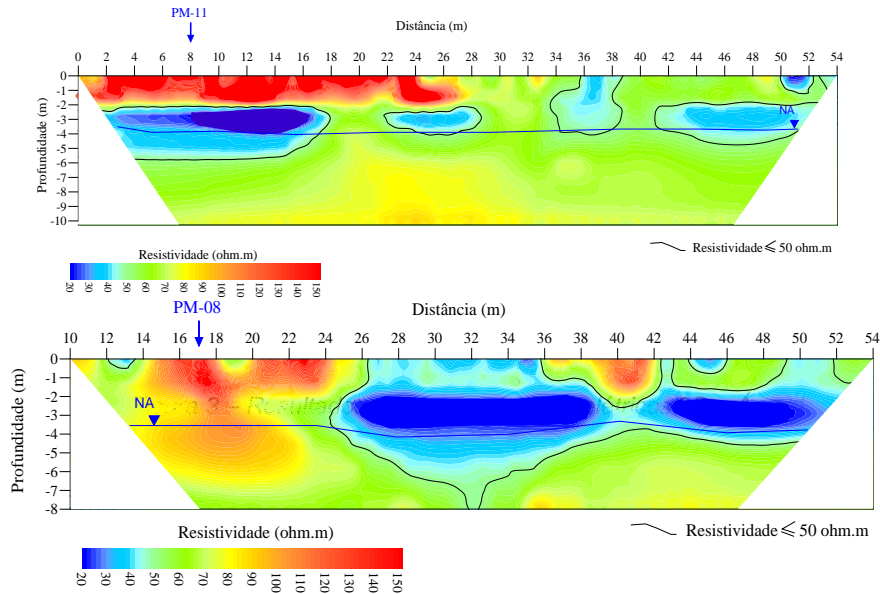 PM-11
Distância (m)
0 2 4 6 8 10 12 14 16 18 20 22 24 26 28 30 32 34 36 38 40 42 44 46 48 50 52 54
Profundidade (m)
0
-1
-2
-3
-4
-5
-6
-7
-8
-9
-10
NA
Resistividade (ohm.m)
20 30 40 50 60 70 80 90 100 110 120 130 140 150
Resistividade ⩽ 50 ohm.m
PM-08
Distância (m)
10 12 14 16 18 20 22 24 26 28 30 32 34 36 38 40 42 44 46 48 50 52 54
Profundidade (m)
0
-1
-2
-3
-4
-5
-6
-7
-8
NA
Resistividade (ohm.m)
20 30 40 50 60 70 80 90 100 110 120 130 140 150
Resistividade ⩽ 50 ohm.m